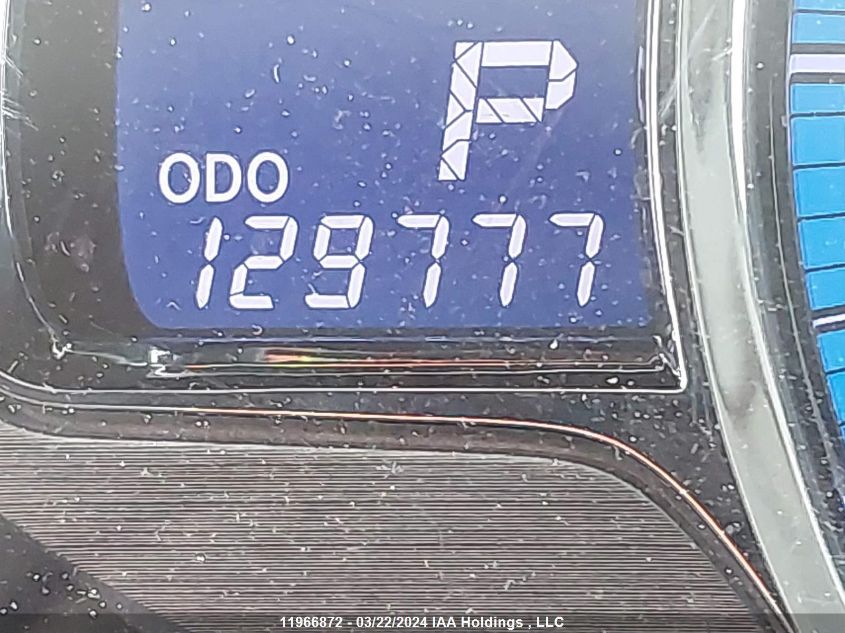 P
ODO
129777
11966872 - 03/22/2024 IAA Holdings , LLC